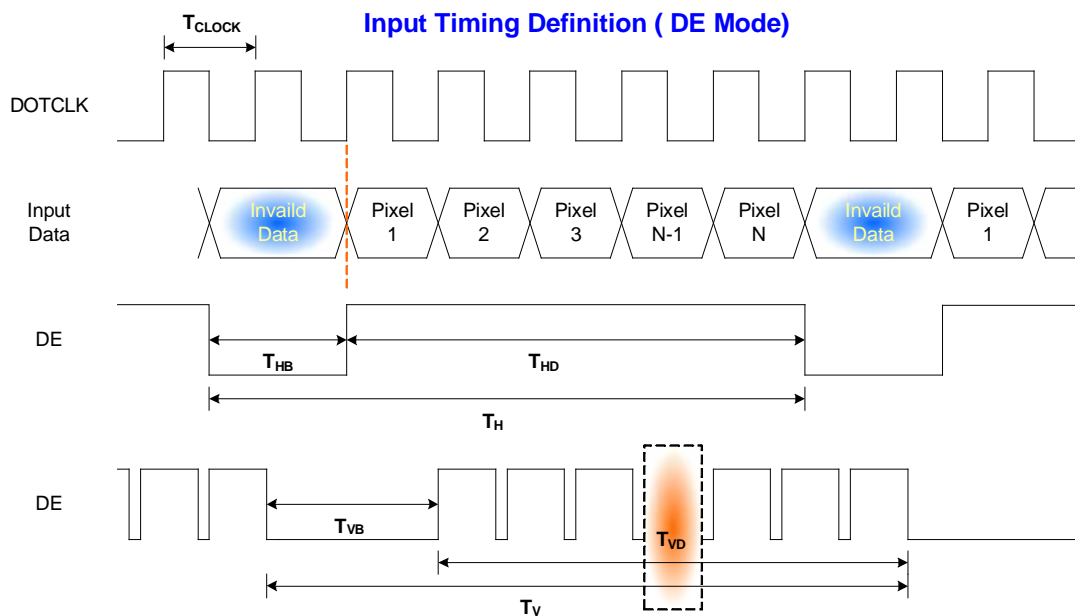 Input Timing Definition ( DE Mode)
TCLOCK
DOTCLK
Input
Data
Invaild
Data
Pixel
1
Pixel
2
Pixel
3
Pixel
N-1
Pixel
N
Invaild
Data
Pixel
1
DE
THB
THD
TH
DE
TVB
TVD
TV